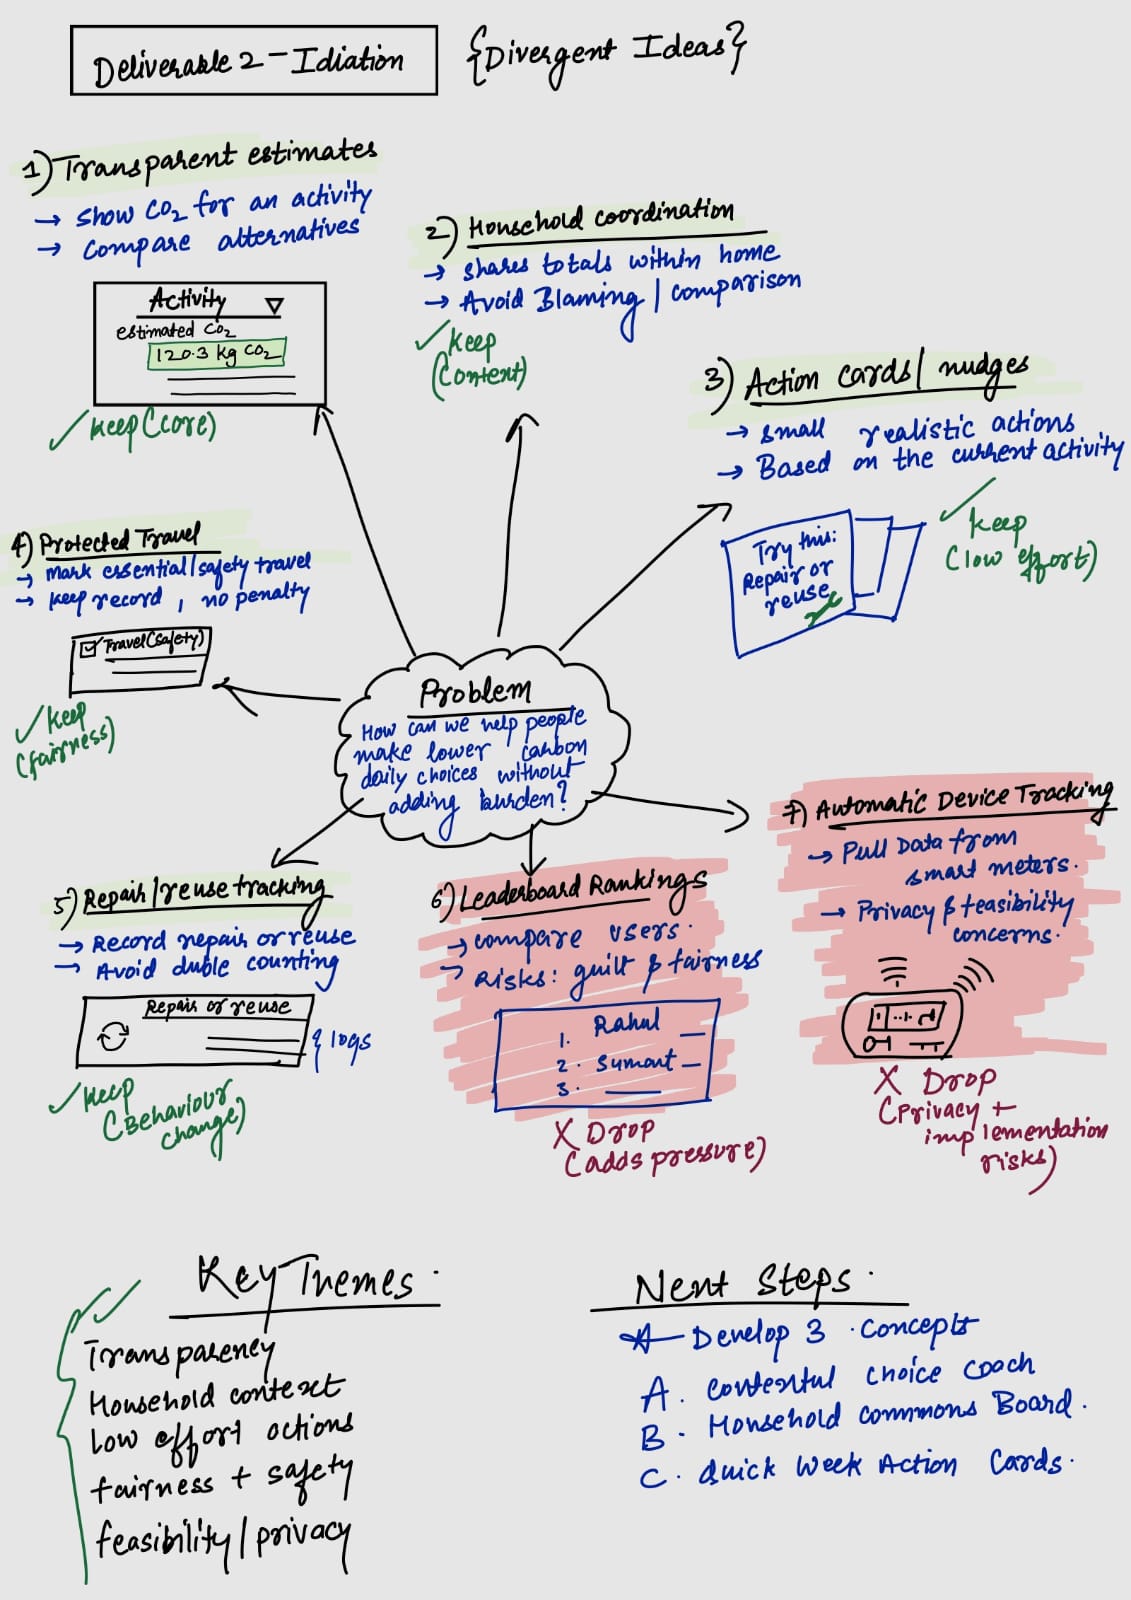 Deliverable 2 - Idiation
{Divergent Ideas}
1) Transparent estimates
→ Show CO2 for an activity
→ Compare alternatives
Activity
estimated CO2
120.3 kg CO2
✓ Keep (core)
2) Household coordination
→ shares totals within home
→ Avoid Blaming / comparison
✓ Keep
(Context)
3) Action cards / nudges
→ small realistic actions
→ Based on the current activity
Try this:
Repair or
reuse
✓ Keep
(low effort)
4) Protected Travel
→ Mark essential/safety travel
→ Keep record, no penalty
Travel (Safety)
✓ Keep
(fairness)
Problem
How can we help people
make lower carbon
daily choices without
adding burden?
5) Repair / reuse tracking
→ Record repair or reuse
→ Avoid duble counting
Repair or reuse
{ logs
✓ Keep
(Behaviour
change)
6) Leaderboard Rankings
→ compare users.
→ Risks: guilt & fairness
1. Rahul
2. Sumant
3.
X Drop
(adds pressure)
7) Automatic Device Tracking
→ Pull Data from
smart meters.
→ Privacy & feasibility
concerns.
X Drop
(Privacy +
implementation
risks)
Key Themes.
Transparency
Household context
Low effort actions
fairness + safety
feasibility / privacy
Next Steps.
Develop 3 concepts
A. Contextul choice coach
B. Household commons Board.
C. Quick Week Action Cards.